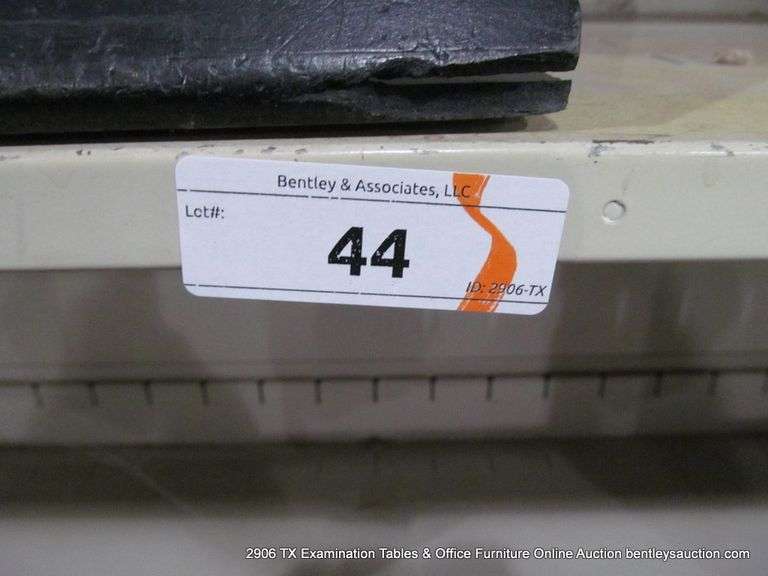 Bentley & Associates, LLC
Lot#:
44
ID: 2906-TX
2906 TX Examination Tables & Office Furniture Online Auction bentleysauction.com